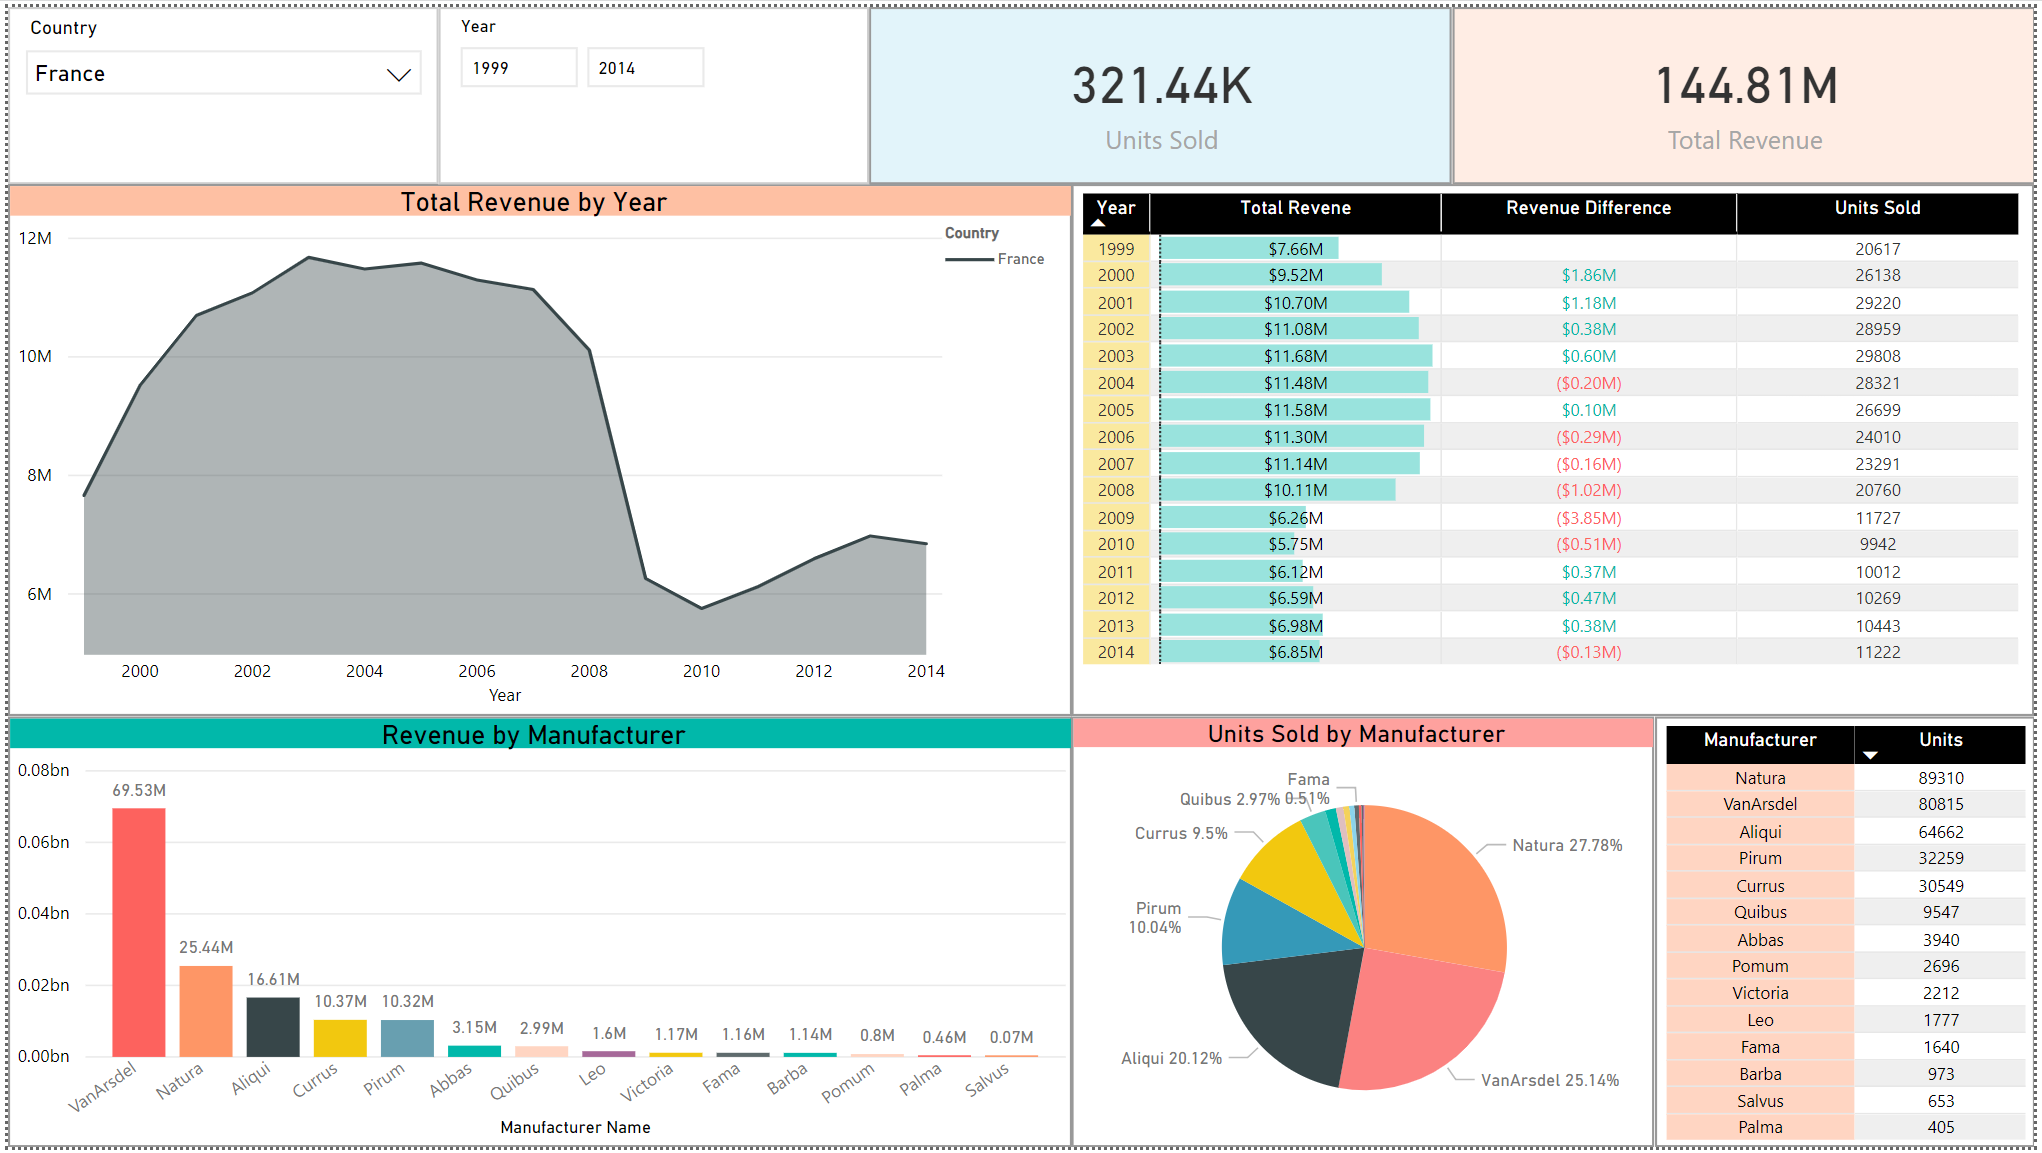 Country
France
Year
1999 2014
321.44K
Units Sold
144.81M
Total Revenue
Total Revenue by Year
12M
10M
8M
6M
2000 2002 2004 2006 2008 2010 2012 2014
Year
Country
France
Year Total Revene Revenue Difference Units Sold
1999 $7.66M 20617
2000 $9.52M $1.86M 26138
2001 $10.70M $1.18M 29220
2002 $11.08M $0.38M 28959
2003 $11.68M $0.60M 29808
2004 $11.48M ($0.20M) 28321
2005 $11.58M $0.10M 26699
2006 $11.30M ($0.29M) 24010
2007 $11.14M ($0.16M) 23291
2008 $10.11M ($1.02M) 20760
2009 $6.26M ($3.85M) 11727
2010 $5.75M ($0.51M) 9942
2011 $6.12M $0.37M 10012
2012 $6.59M $0.47M 10269
2013 $6.98M $0.38M 10443
2014 $6.85M ($0.13M) 11222
Revenue by Manufacturer
0.08bn
0.06bn
0.04bn
0.02bn
0.00bn
69.53M 25.44M 16.61M 10.37M 10.32M 3.15M 2.99M 1.6M 1.17M 1.16M 1.14M 0.8M 0.46M 0.07M
VanArsdel Natura Aliqui Currus Pirum Abbas Quibus Leo Victoria Fama Barba Pomum Palma Salvus
Manufacturer Name
Units Sold by Manufacturer
Fama
0.51%
Quibus 2.97%
Currus 9.5%
Natura 27.78%
Pirum
10.04%
Aliqui 20.12%
VanArsdel 25.14%
Manufacturer Units
Natura 89310
VanArsdel 80815
Aliqui 64662
Pirum 32259
Currus 30549
Quibus 9547
Abbas 3940
Pomum 2696
Victoria 2212
Leo 1777
Fama 1640
Barba 973
Salvus 653
Palma 405